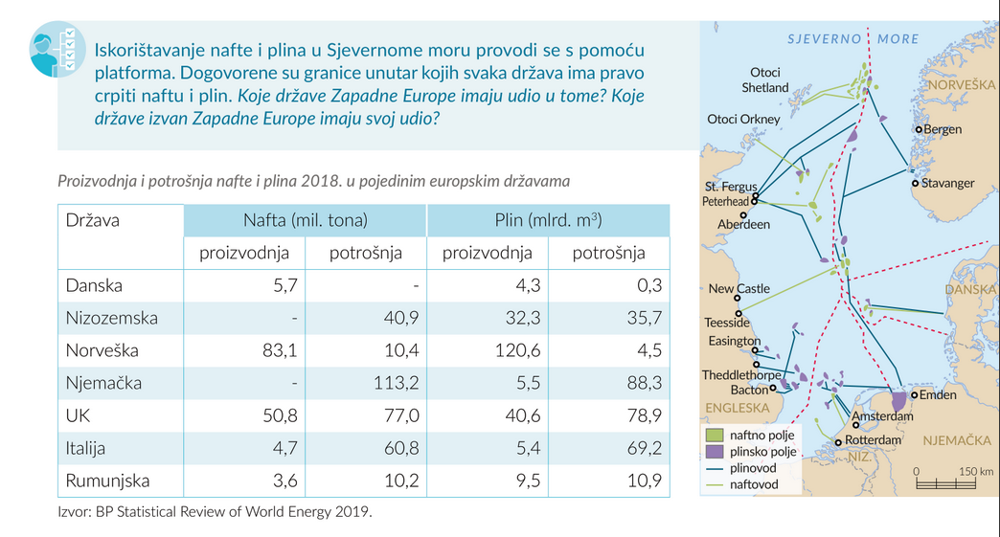 Iskorištavanje nafte i plina u Sjevernome moru provodi se s pomoću
platforma. Dogovorene su granice unutar kojih svaka država ima pravo
crpiti naftu i plin. Koje države Zapadne Europe imaju udio u tome? Koje
države izvan Zapadne Europe imaju svoj udio?
Proizvodnja i potrošnja nafte i plina 2018. u pojedinim europskim državama
Država Nafta (mil. tona) Plin (mlrd. m³)
proizvodnja potrošnja proizvodnja potrošnja
Danska 5,7 - 4,3 0,3
Nizozemska - 40,9 32,3 35,7
Norveška 83,1 10,4 120,6 4,5
Njemačka - 113,2 5,5 88,3
UK 50,8 77,0 40,6 78,9
Italija 4,7 60,8 5,4 69,2
Rumunjska 3,6 10,2 9,5 10,9
Izvor: BP Statistical Review of World Energy 2019.
SJEVERNO MORE
Otoci
Shetland
NORVEŠKA
Otoci Orkney
Bergen
St. Fergus
Stavanger
Peterhead
Aberdeen
New Castle
DANSKA
Teesside
Easington
Theddlethorpe
Bacton
Emden
ENGLESKA
Amsterdam
Rotterdam
NJEMAČKA
NIZ.
naftno polje
plinsko polje
plinovod
naftovod
0 150 km